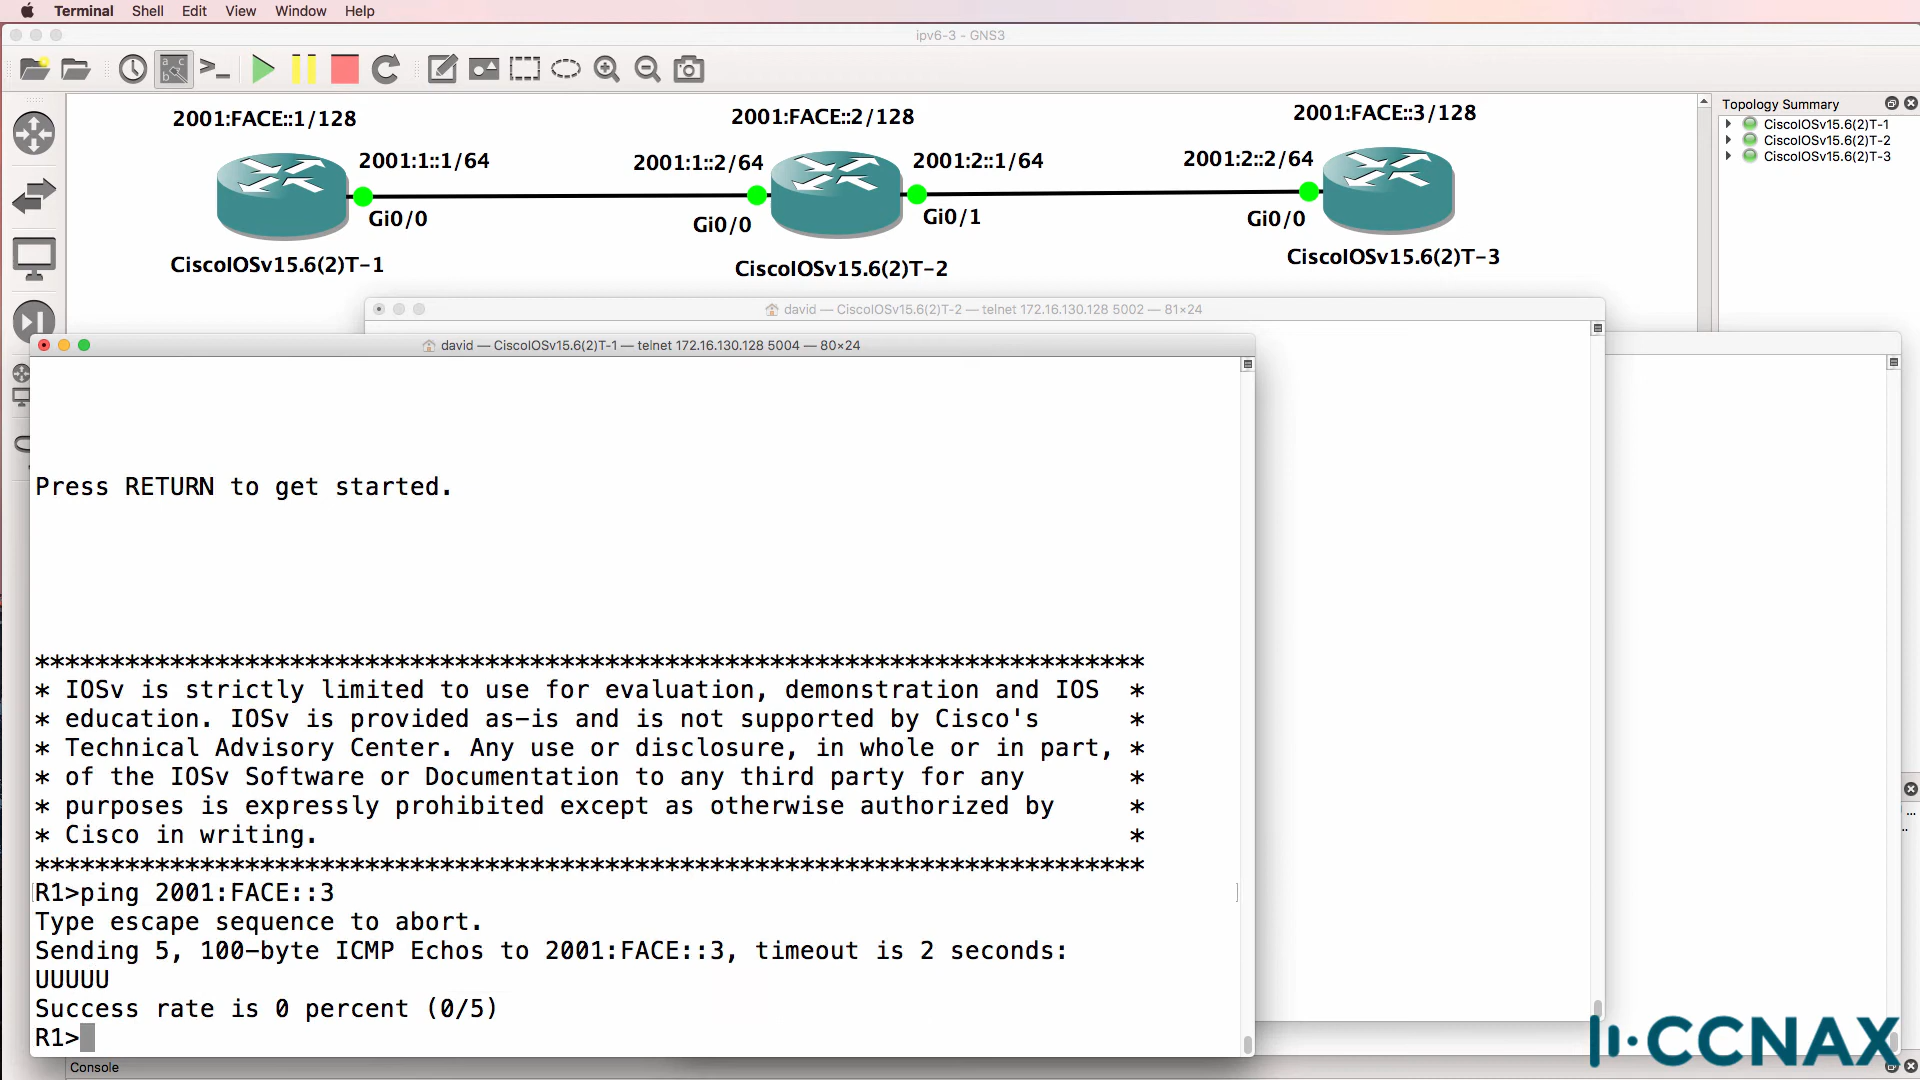 Terminal Shell Edit View Window Help
ipv6-3 - GNS3
2001:FACE::1/128
2001:FACE::2/128
2001:FACE::3/128
2001:1::1/64
2001:1::2/64
2001:2::1/64
2001:2::2/64
Gi0/0
Gi0/0
Gi0/1
Gi0/0
CiscoIOSv15.6(2)T-1
CiscoIOSv15.6(2)T-2
CiscoIOSv15.6(2)T-3
Topology Summary
CiscoIOSv15.6(2)T-1
CiscoIOSv15.6(2)T-2
CiscoIOSv15.6(2)T-3
david — CiscoIOSv15.6(2)T-2 — telnet 172.16.130.128 5002 — 81×24
david — CiscoIOSv15.6(2)T-1 — telnet 172.16.130.128 5004 — 80×24
Press RETURN to get started.
**************************************************************************
* IOSv is strictly limited to use for evaluation, demonstration and IOS  *
* education. IOSv is provided as-is and is not supported by Cisco's      *
* Technical Advisory Center. Any use or disclosure, in whole or in part, *
* of the IOSv Software or Documentation to any third party for any       *
* purposes is expressly prohibited except as otherwise authorized by     *
* Cisco in writing.                                                      *
**************************************************************************
R1>ping 2001:FACE::3
Type escape sequence to abort.
Sending 5, 100-byte ICMP Echos to 2001:FACE::3, timeout is 2 seconds:
UUUUU
Success rate is 0 percent (0/5)
R1>
Console
CCNAX